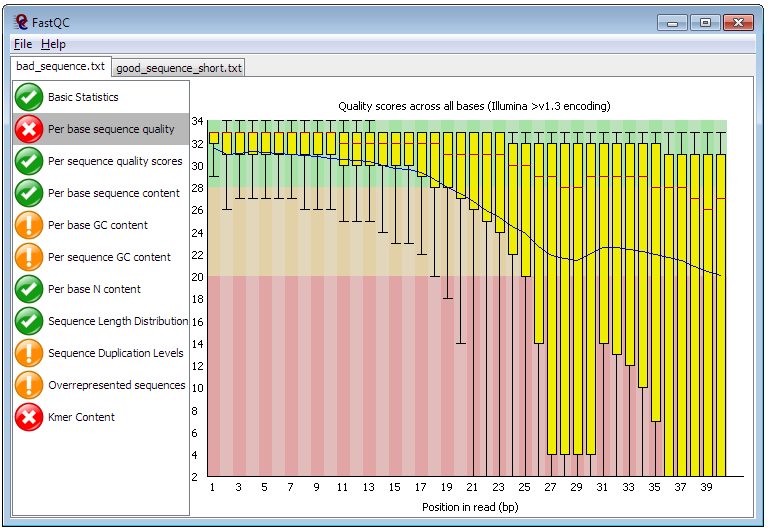 FastQC
File Help
bad_sequence.txt good_sequence_short.txt
Basic Statistics
Per base sequence quality
Per sequence quality scores
Per base sequence content
Per base GC content
Per sequence GC content
Per base N content
Sequence Length Distribution
Sequence Duplication Levels
Overrepresented sequences
Kmer Content
Quality scores across all bases (Illumina >v1.3 encoding)
34
32
30
28
26
24
22
20
18
16
14
12
10
8
6
4
2
1 3 5 7 9 11 13 15 17 19 21 23 25 27 29 31 33 35 37 39
Position in read (bp)